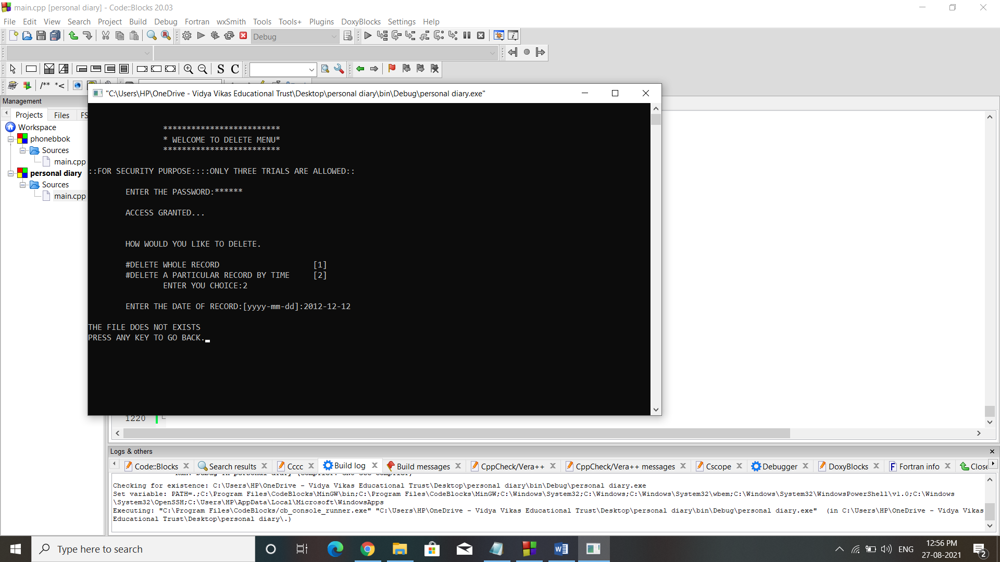 main.cpp [personal diary] - Code::Blocks 20.03
File Edit View Search Project Build Debug Fortran wxSmith Tools Tools+ Plugins DoxyBlocks Settings Help
Debug
S C
/** *<
Management
Projects Files FS
Workspace
phonebbok
Sources
main.cpp
personal diary
Sources
main.cpp
"C:\Users\HP\OneDrive - Vidya Vikas Educational Trust\Desktop\personal diary\bin\Debug\personal diary.exe"
*************************
* WELCOME TO DELETE MENU*
*************************
::FOR SECURITY PURPOSE::::ONLY THREE TRIALS ARE ALLOWED::
ENTER THE PASSWORD:******
ACCESS GRANTED...
HOW WOULD YOU LIKE TO DELETE.
#DELETE WHOLE RECORD [1]
#DELETE A PARTICULAR RECORD BY TIME [2]
ENTER YOU CHOICE:2
ENTER THE DATE OF RECORD:[yyyy-mm-dd]:2012-12-12
THE FILE DOES NOT EXISTS
PRESS ANY KEY TO GO BACK.
1220
Logs & others
Code::Blocks Search results Cccc Build log Build messages CppCheck/Vera++ CppCheck/Vera++ messages Cscope Debugger DoxyBlocks Fortran info Close
Checking for existence: C:\Users\HP\OneDrive - Vidya Vikas Educational Trust\Desktop\personal diary\bin\Debug\personal diary.exe
Set variable: PATH=.;C:\Program Files\CodeBlocks\MinGW\bin;C:\Program Files\CodeBlocks\MinGW;C:\Windows\System32;C:\Windows;C:\Windows\System32\wbem;C:\Windows\System32\WindowsPowerShell\v1.0;C:\Windows
\System32\OpenSSH;C:\Users\HP\AppData\Local\Microsoft\WindowsApps
Executing: "C:\Program Files\CodeBlocks/cb_console_runner.exe" "C:\Users\HP\OneDrive - Vidya Vikas Educational Trust\Desktop\personal diary\bin\Debug\personal diary.exe" (in C:\Users\HP\OneDrive - Vidya Vikas
Educational Trust\Desktop\personal diary\.)
Type here to search
ENG
12:56 PM
27-08-2021
2